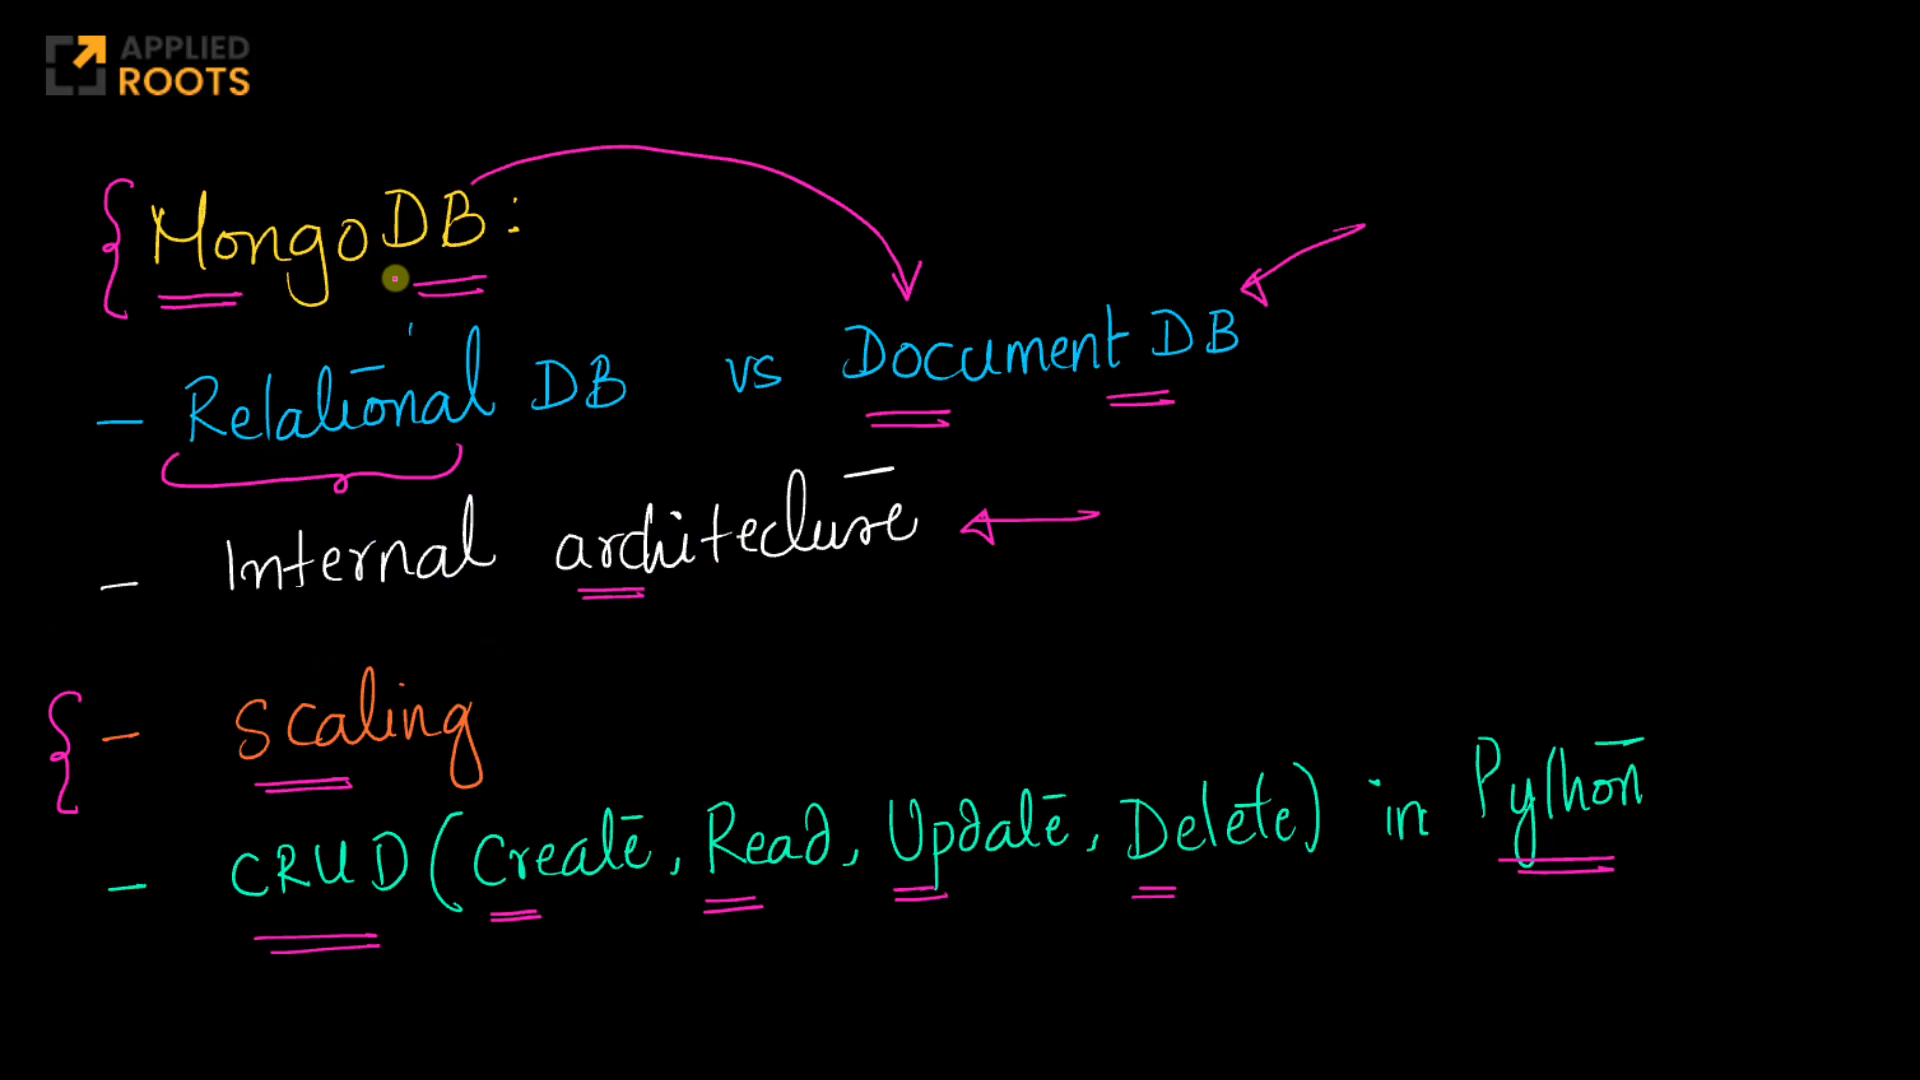 APPLIED
ROOTS
MongoDB:
- Relational DB vs Document DB
- Internal architecture
- Scaling
- CRUD (Create, Read, Update, Delete) in Python